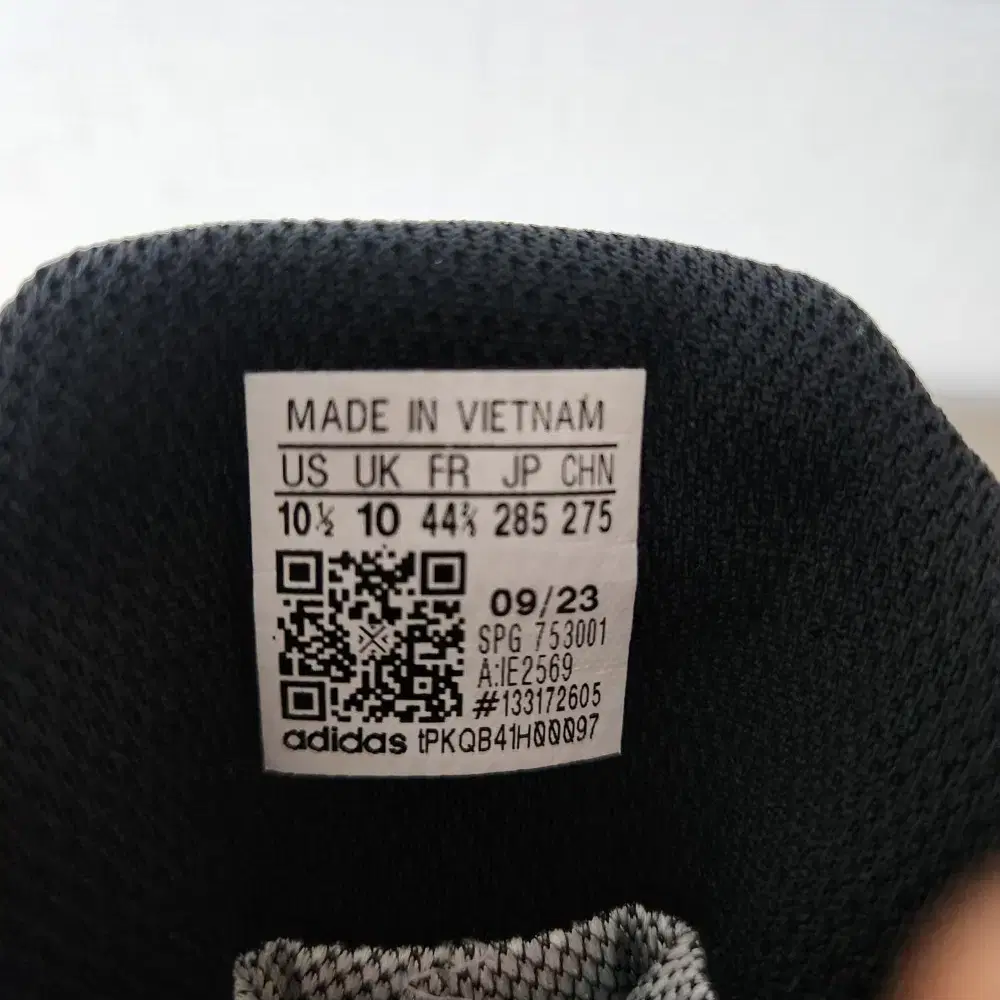 MADE IN VIETNAM
US UK FR JP CHN
10½ 10 44⅔ 285 275
09/23
SPG 753001
A:IE2569
#133172605
adidas tPKQB41H00097